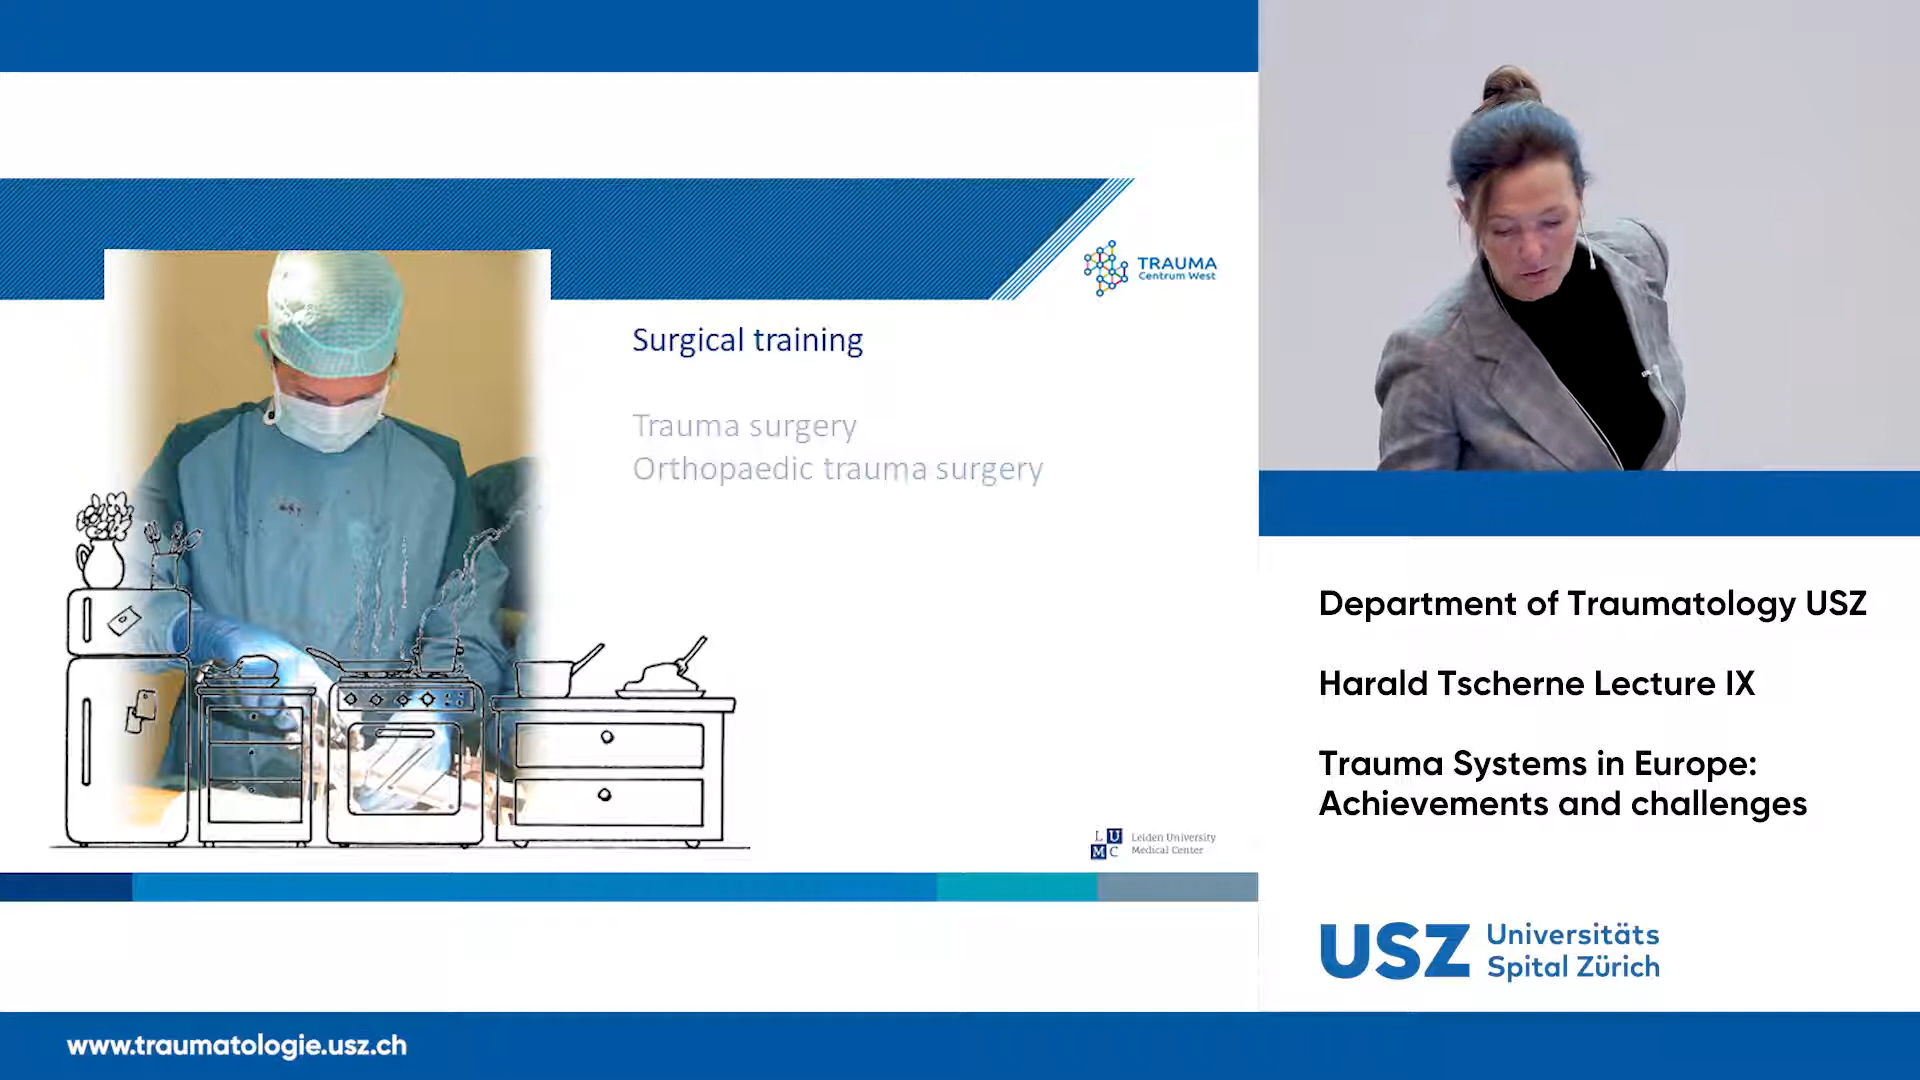 TRAUMA
Centrum West
Surgical training
Trauma surgery
Orthopaedic trauma surgery
L U
M C
Leiden University
Medical Center
Department of Traumatology USZ
Harald Tscherne Lecture IX
Trauma Systems in Europe:
Achievements and challenges
USZ Universitäts
Spital Zürich
www.traumatologie.usz.ch